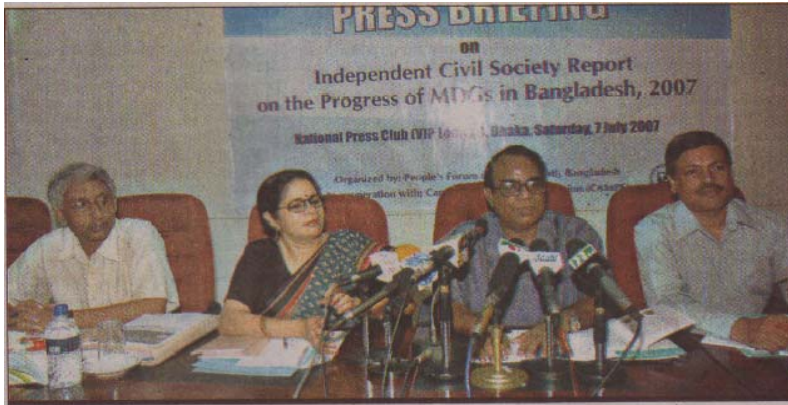 PRESS BRIEFING
on
Independent Civil Society Report
on the Progress of MDGs in Bangladesh, 2007
National Press Club (VIP Dhaka, Saturday, 7 July 2007
Organized by: People's Forum Bangladesh
with: